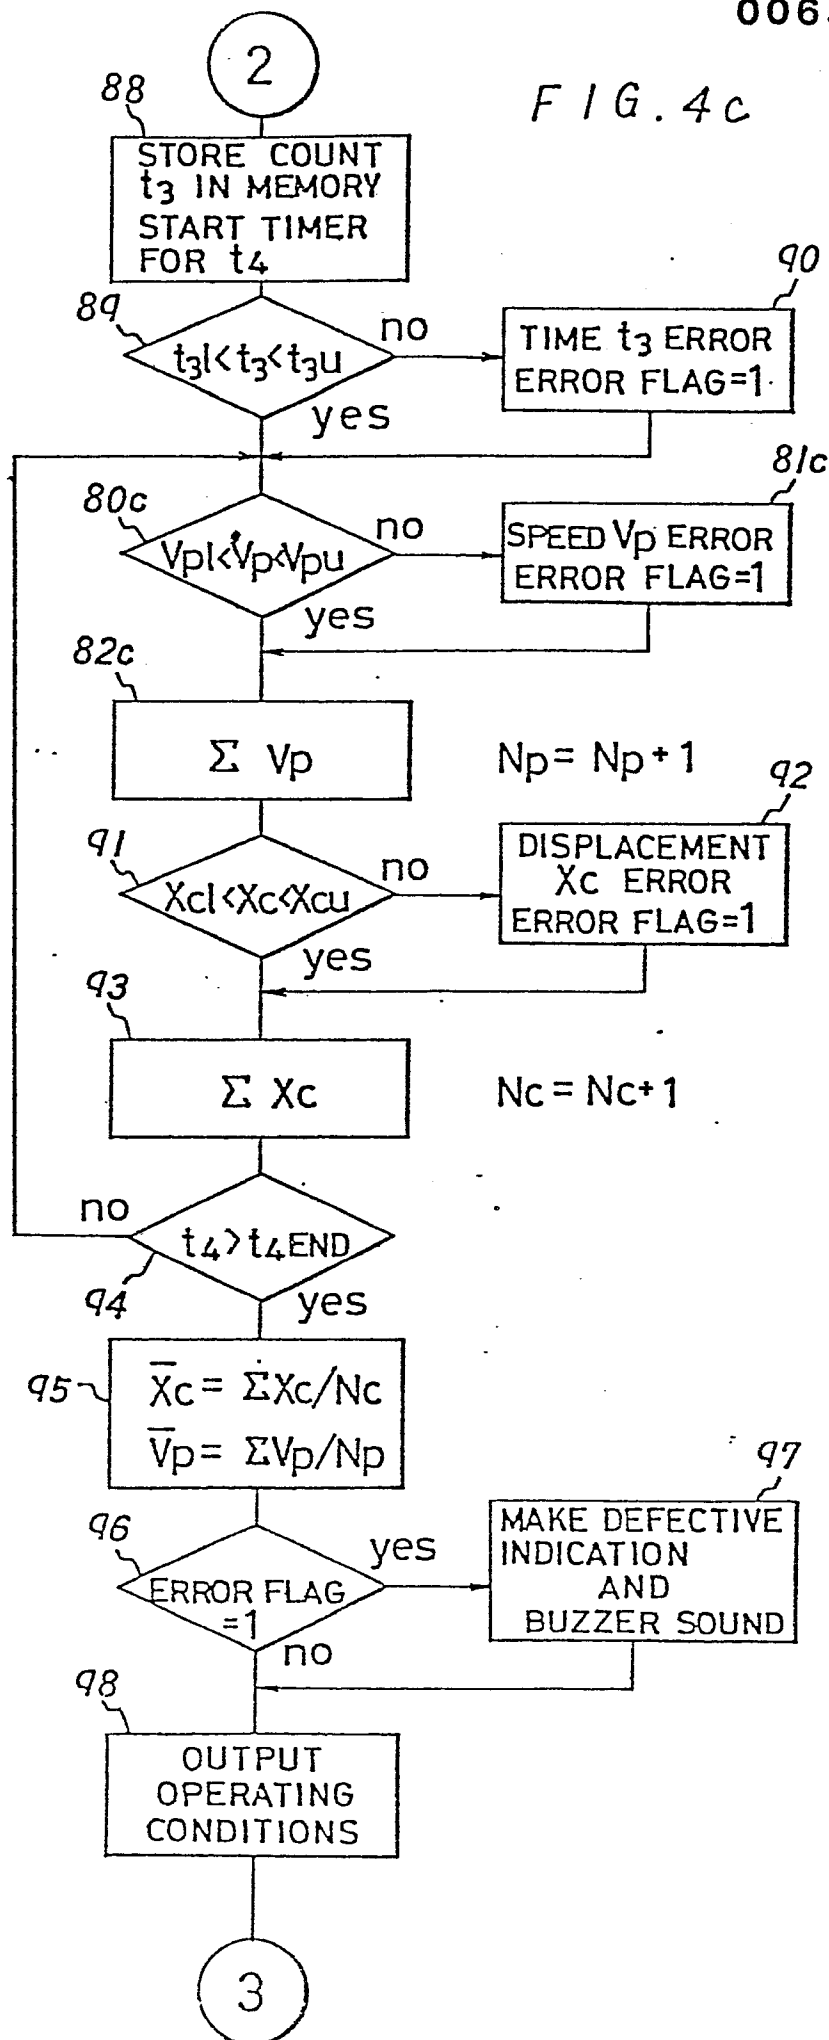 006
2
FIG. 4c
88
STORE COUNT
t3 IN MEMORY
START TIMER
FOR t4
89
t3l<t3<t3u
no
yes
90
TIME t3 ERROR
ERROR FLAG=1
80c
Vpl<Vp<Vpu
no
yes
81c
SPEED Vp ERROR
ERROR FLAG=1
82c
Σ Vp
Np = Np + 1
91
Xcl<Xc<Xcu
no
yes
92
DISPLACEMENT
Xc ERROR
ERROR FLAG=1
93
Σ Xc
Nc = Nc+1
no
t4>t4END
94
yes
95
X̅c = ΣXc/Nc
V̅p = ΣVp/Np
96
ERROR FLAG
=1
yes
no
97
MAKE DEFECTIVE
INDICATION
AND
BUZZER SOUND
98
OUTPUT
OPERATING
CONDITIONS
3